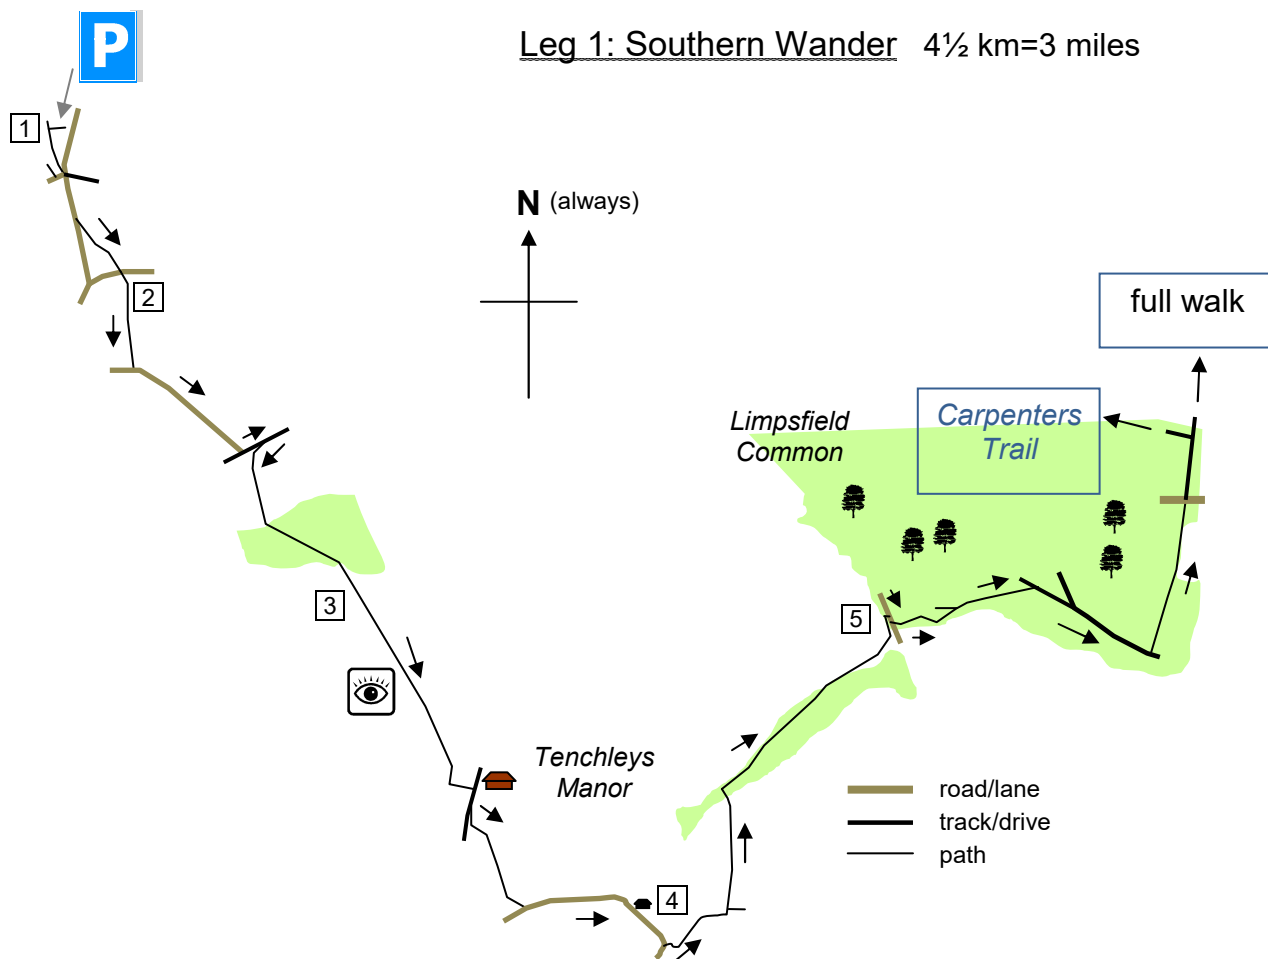 P
Leg 1: Southern Wander 4½ km=3 miles
1
N (always)
2
full walk
Limpsfield
Common
Carpenters
Trail
3
5
Tenchleys
Manor
road/lane
track/drive
path
4